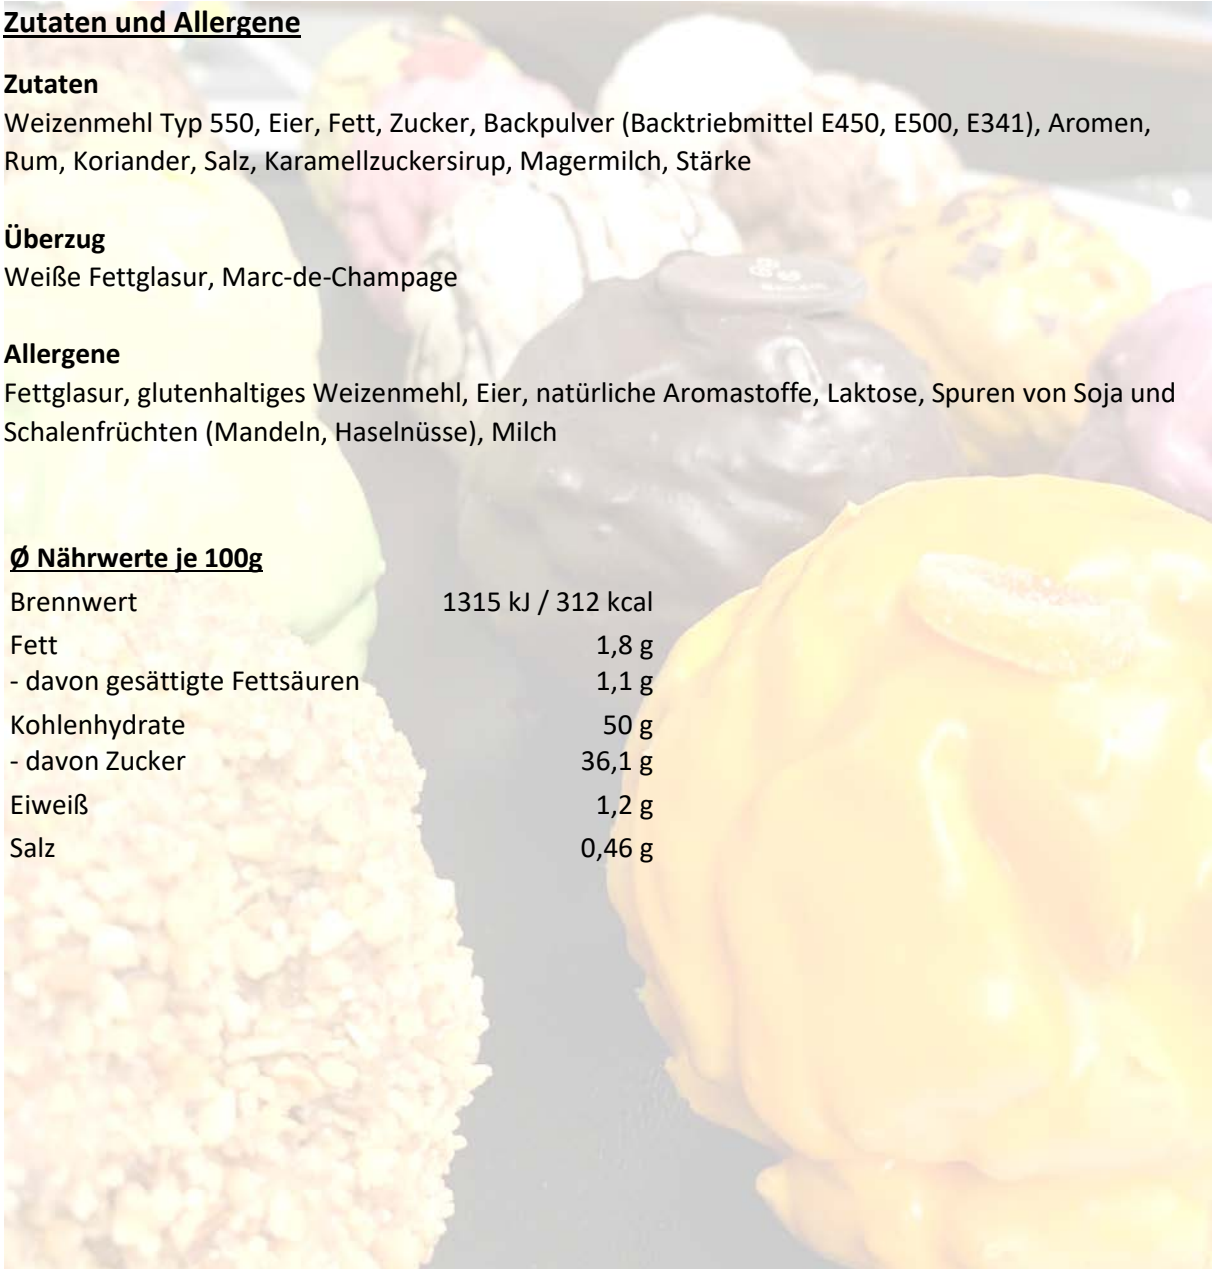 Zutaten und Allergene
Zutaten
Weizenmehl Typ 550, Eier, Fett, Zucker, Backpulver (Backtriebmittel E450, E500, E341), Aromen,
Rum, Koriander, Salz, Karamellzuckersirup, Magermilch, Stärke
Überzug
Weiße Fettglasur, Marc-de-Champage
Allergene
Fettglasur, glutenhaltiges Weizenmehl, Eier, natürliche Aromastoffe, Laktose, Spuren von Soja und
Schalenfrüchten (Mandeln, Haselnüsse), Milch
Ø Nährwerte je 100g
Brennwert 1315 kJ / 312 kcal
Fett 1,8 g
- davon gesättigte Fettsäuren 1,1 g
Kohlenhydrate 50 g
- davon Zucker 36,1 g
Eiweiß 1,2 g
Salz 0,46 g